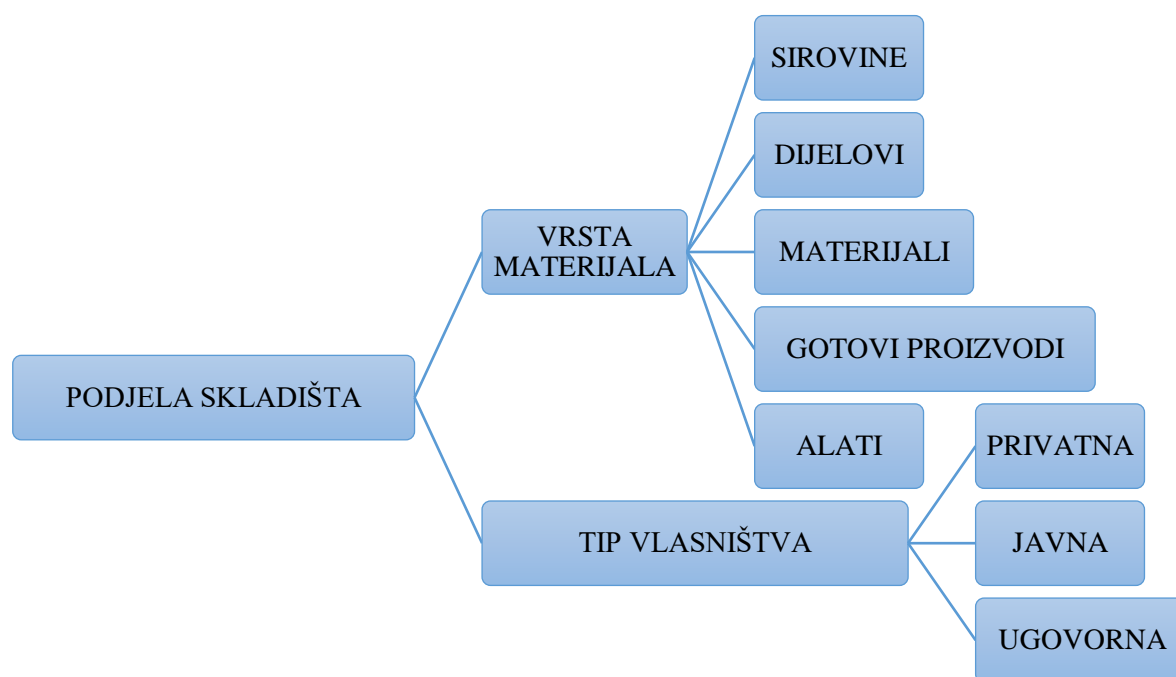 PODJELA SKLADIŠTA
VRSTA
MATERIJALA
SIROVINE
DIJELOVI
MATERIJALI
GOTOVI PROIZVODI
ALATI
TIP VLASNIŠTVA
PRIVATNA
JAVNA
UGOVORNA